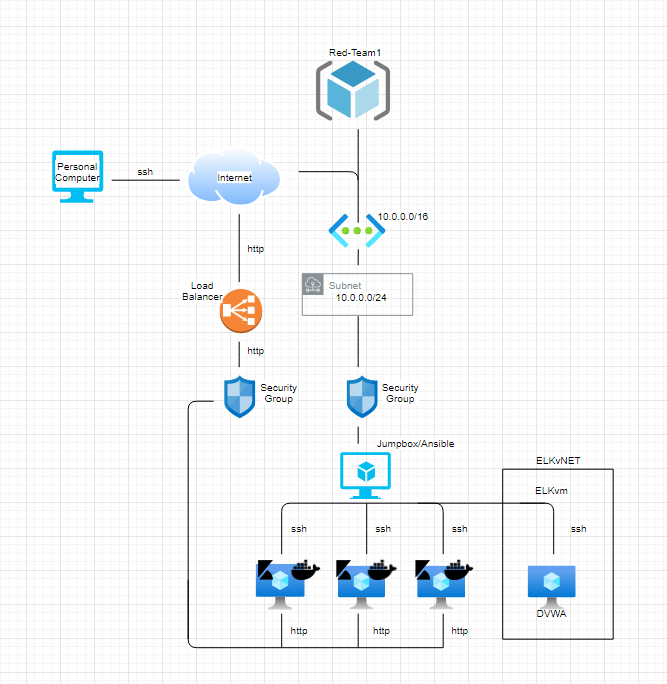 Red-Team1
Personal
Computer
ssh
Internet
10.0.0.0/16
http
Load
Balancer
Subnet
10.0.0.0/24
http
Security
Group
Security
Group
Jumpbox/Ansible
ELKvNET
ELKvm
ssh
ssh
ssh
ssh
DVWA
http
http
http